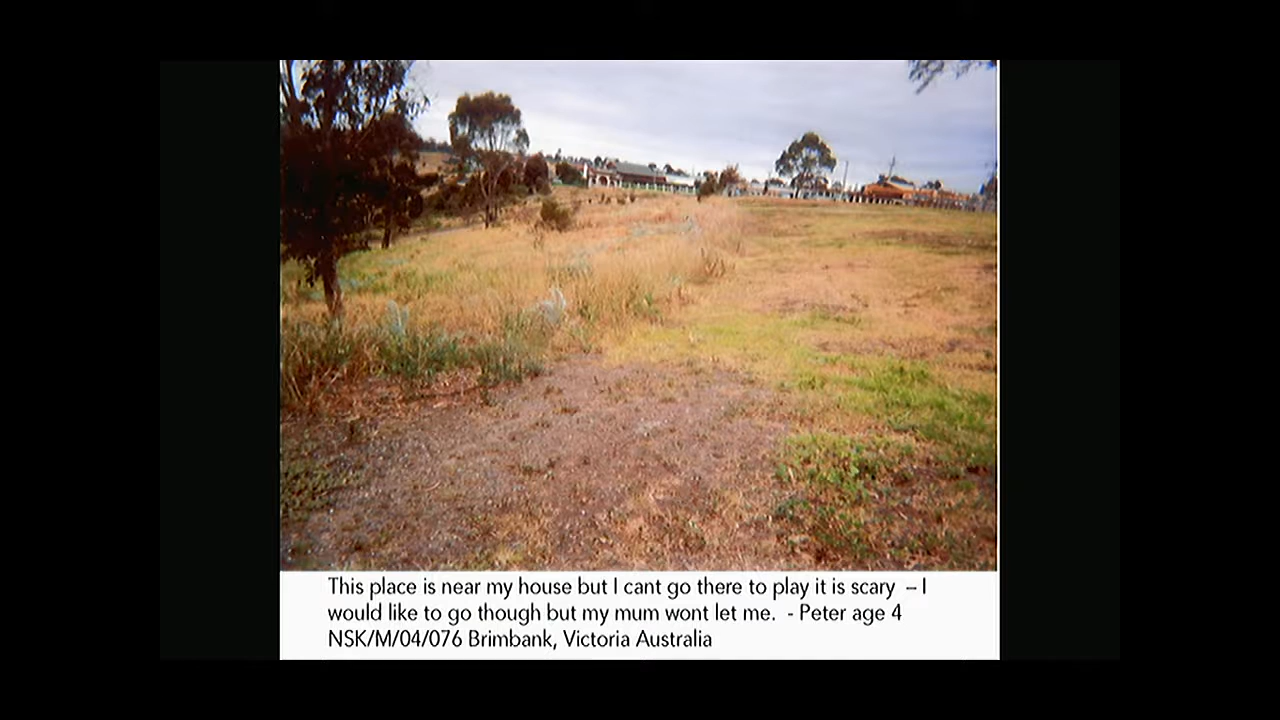 This place is near my house but I cant go there to play it is scary – I
would like to go though but my mum wont let me. - Peter age 4
NSK/M/04/076 Brimbank, Victoria Australia